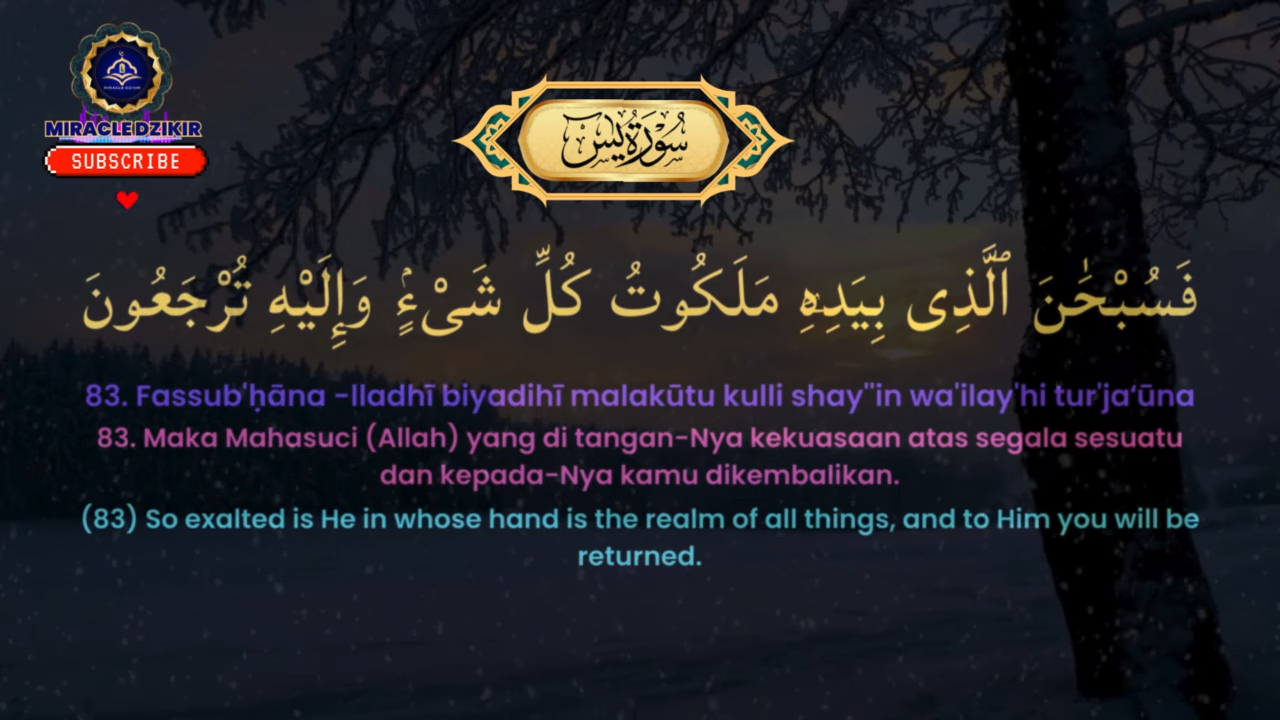 MIRACLEDZIKIR
SUBSCRIBE
سُوْرَةُ يس
فَسُبْحَٰنَ ٱلَّذِى بِيَدِهِۦ مَلَكُوتُ كُلِّ شَىْءٍۢ وَإِلَيْهِ تُرْجَعُونَ
83. Fassub'ḥāna -lladhī biyadihī malakūtu kulli shay"in wa'ilay'hi tur'ja‘ūna
83. Maka Mahasuci (Allah) yang di tangan-Nya kekuasaan atas segala sesuatu
dan kepada-Nya kamu dikembalikan.
(83) So exalted is He in whose hand is the realm of all things, and to Him you will be
returned.